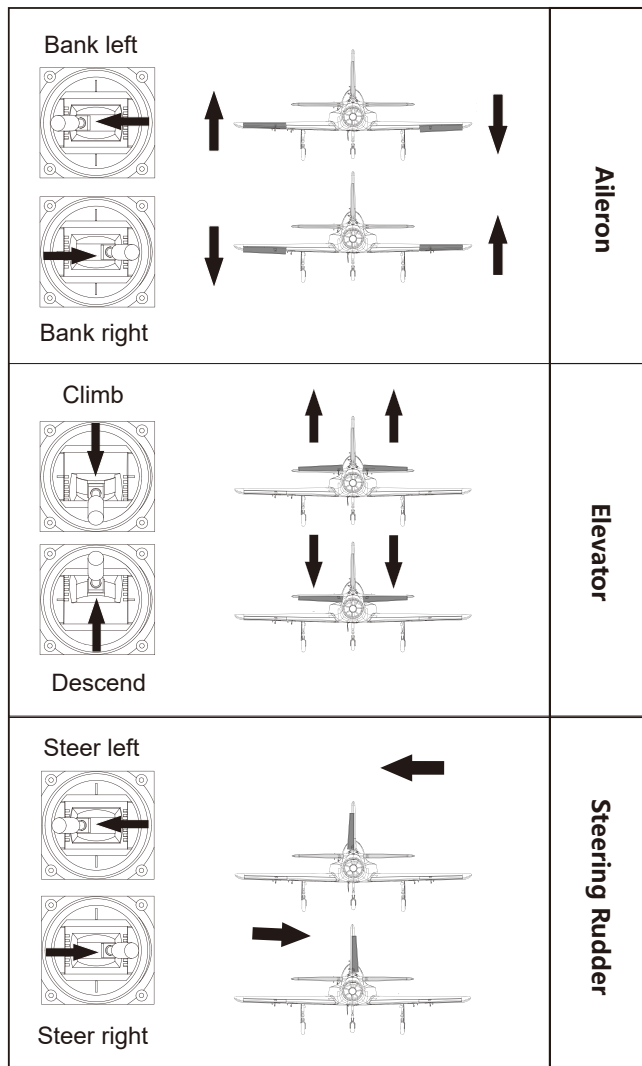 Bank left
Bank right
Aileron
Climb
Descend
Elevator
Steer left
Steer right
Steering Rudder